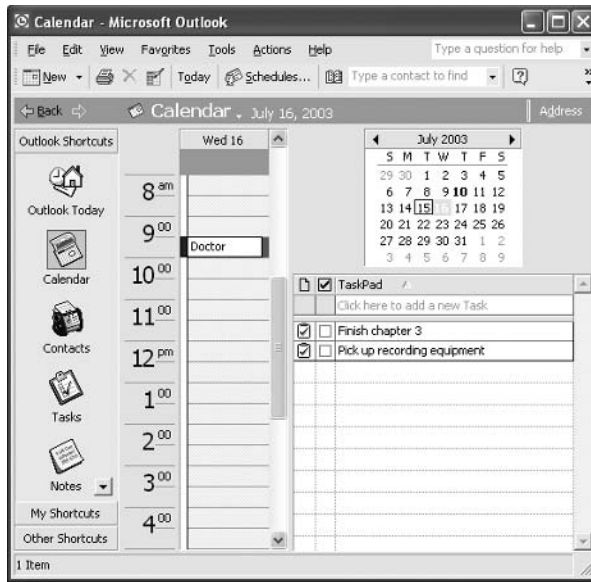 Calendar - Microsoft Outlook
File Edit View Favorites Tools Actions Help Type a question for help
New Today Schedules... Type a contact to find
Back Calendar . July 16, 2003 Address
Outlook Shortcuts
Outlook Today
Calendar
Contacts
Tasks
Notes
My Shortcuts
Other Shortcuts
Wed 16
8 am
9 00
Doctor
10 00
11 00
12 pm
1 00
2 00
3 00
4 00
July 2003
S M T W T F S
29 30 1 2 3 4 5
6 7 8 9 10 11 12
13 14 15 16 17 18 19
20 21 22 23 24 25 26
27 28 29 30 31 1 2
3 4 5 6 7 8 9
TaskPad
Click here to add a new Task
Finish chapter 3
Pick up recording equipment
1 Item